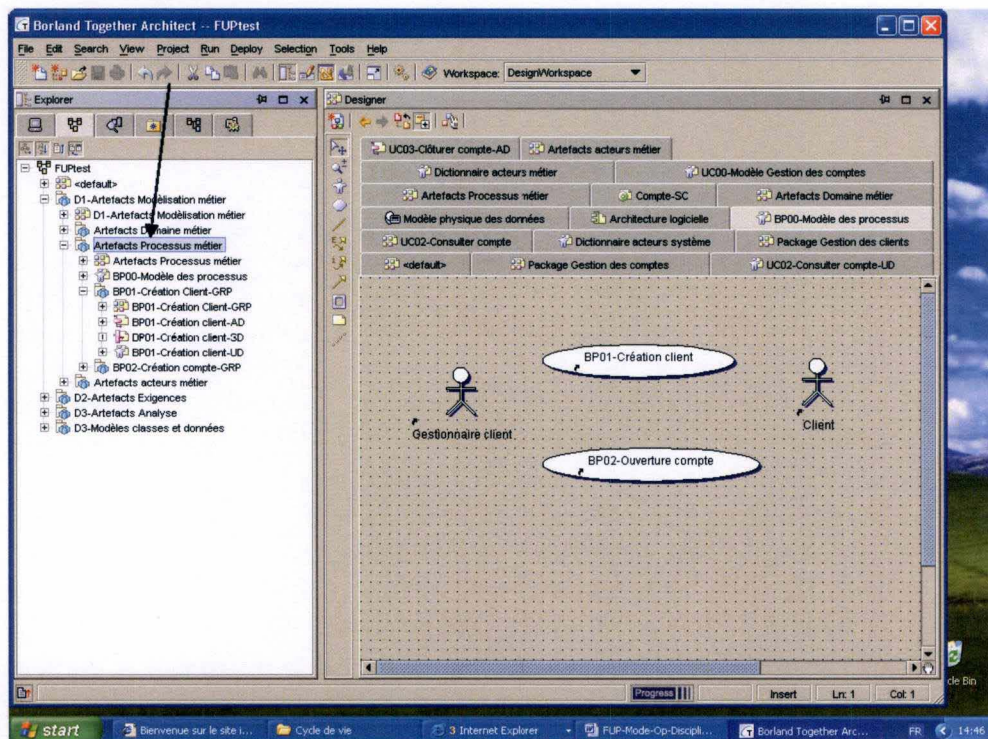 Borland Together Architect -- FUPtest
File Edit Search View Project Run Deploy Selection Tools Help
Workspace: DesignWorkspace
Explorer
Designer
FUPtest
<default>
D1-Artefacts Modèlisation métier
D1-Artefacts Modèlisation métier
Artefacts Domaine métier
Artefacts Processus métier
Artefacts Processus métier
BP00-Modèle des processus
BP01-Création Client-GRP
BP01-Création Client-GRP
BP01-Création client-AD
BP01-Création client-SD
BP01-Création client-UD
BP02-Création compte-GRP
Artefacts acteurs métier
D2-Artefacts Exigences
D3-Artefacts Analyse
D3-Modèles classes et données
UC03-Clôturer compte-AD
Artefacts acteurs métier
Dictionnaire acteurs métier
UC00-Modèle Gestion des comptes
Artefacts Processus métier
Compte-SC
Artefacts Domaine métier
Modèle physique des données
Architecture logicielle
BP00-Modèle des processus
UC02-Consulter compte
Dictionnaire acteurs système
Package Gestion des clients
<default>
Package Gestion des comptes
UC02-Consulter compte-UD
BP01-Création client
Gestionnaire client
Client
BP02-Ouverture compte
Progress
Insert
Ln: 1
Col: 1
cle Bin
start
Bienvenue sur le site i...
Cycle de vie
3 Internet Explorer
FUP-Mode-Op-Discipl...
Borland Together Arc...
FR
14:46